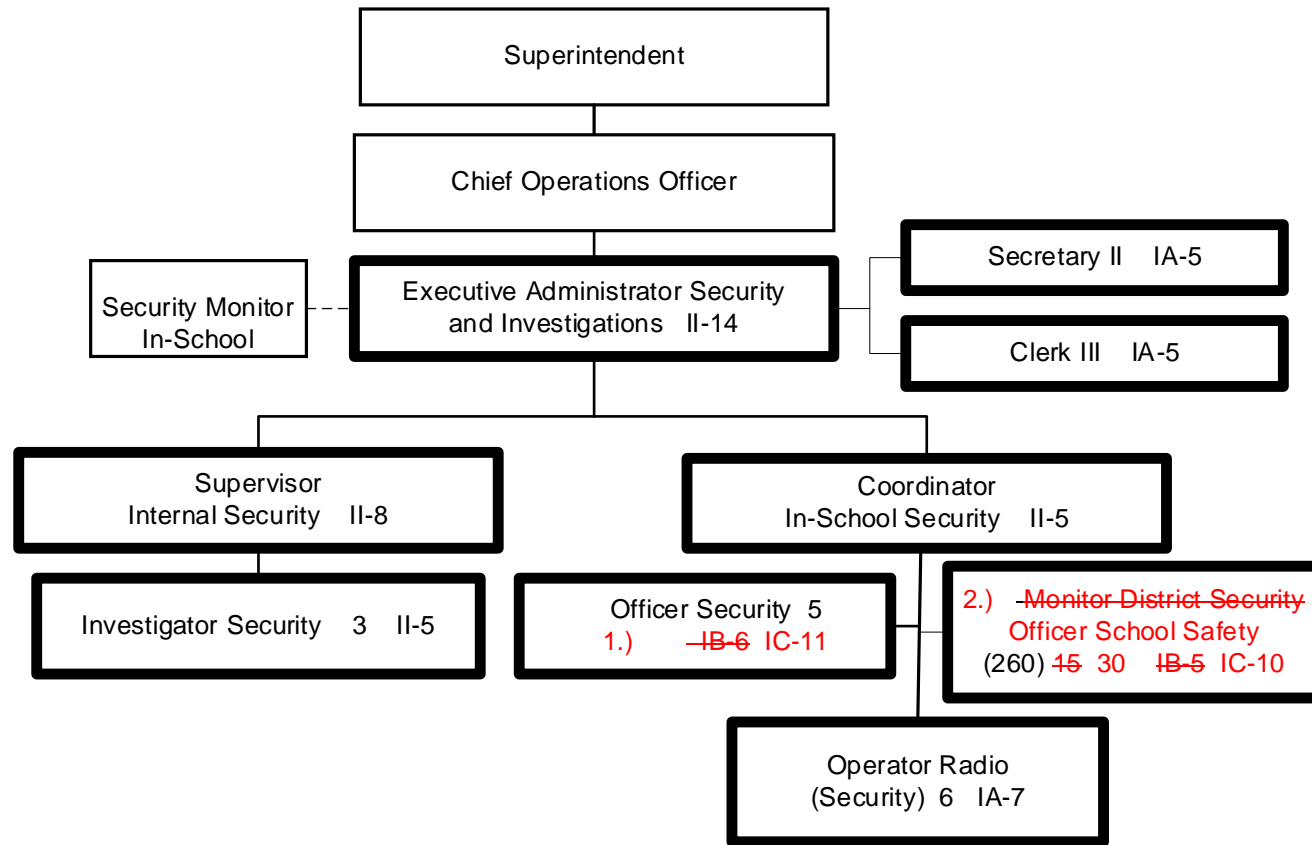 Superintendent
Chief Operations Officer
Security Monitor
In-School
Executive Administrator Security
and Investigations II-14
Secretary II IA-5
Clerk III IA-5
Supervisor
Internal Security II-8
Coordinator
In-School Security II-5
Investigator Security 3 II-5
Officer Security 5
1.) IB-6 IC-11
2.) Monitor District Security
Officer School Safety
(260) 15 30 IB-5 IC-10
Operator Radio
(Security) 6 IA-7